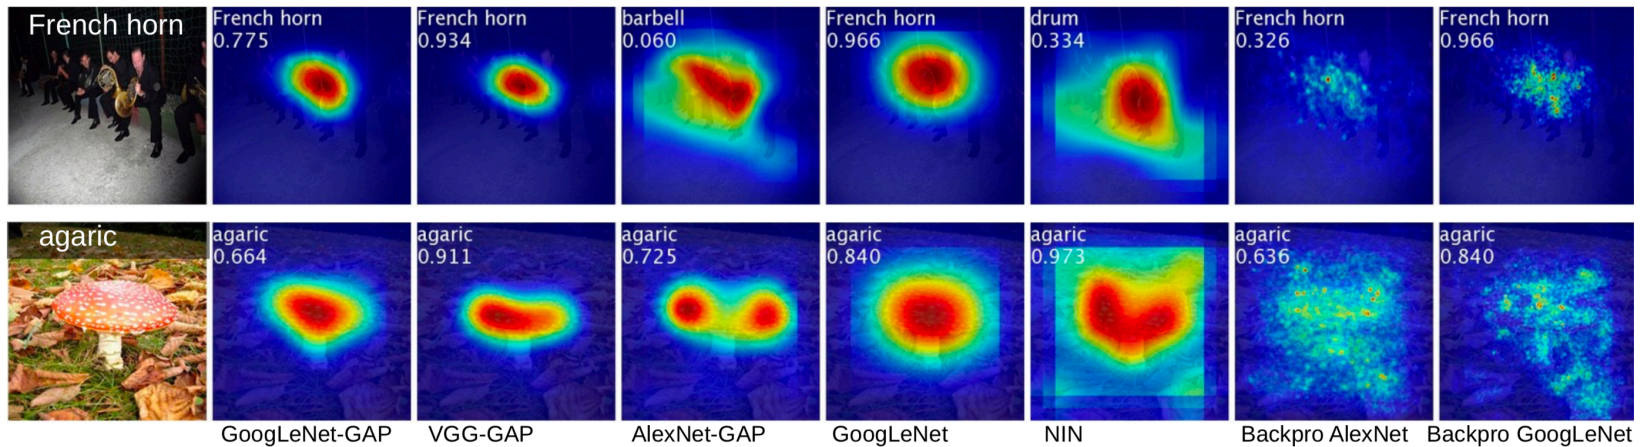 French horn
French horn
0.775
French horn
0.934
barbell
0.060
French horn
0.966
drum
0.334
French horn
0.326
French horn
0.966
agaric
agaric
0.664
agaric
0.911
agaric
0.725
agaric
0.840
agaric
0.973
agaric
0.636
agaric
0.840
GoogLeNet-GAP
VGG-GAP
AlexNet-GAP
GoogLeNet
NIN
Backpro AlexNet
Backpro GoogLeNet